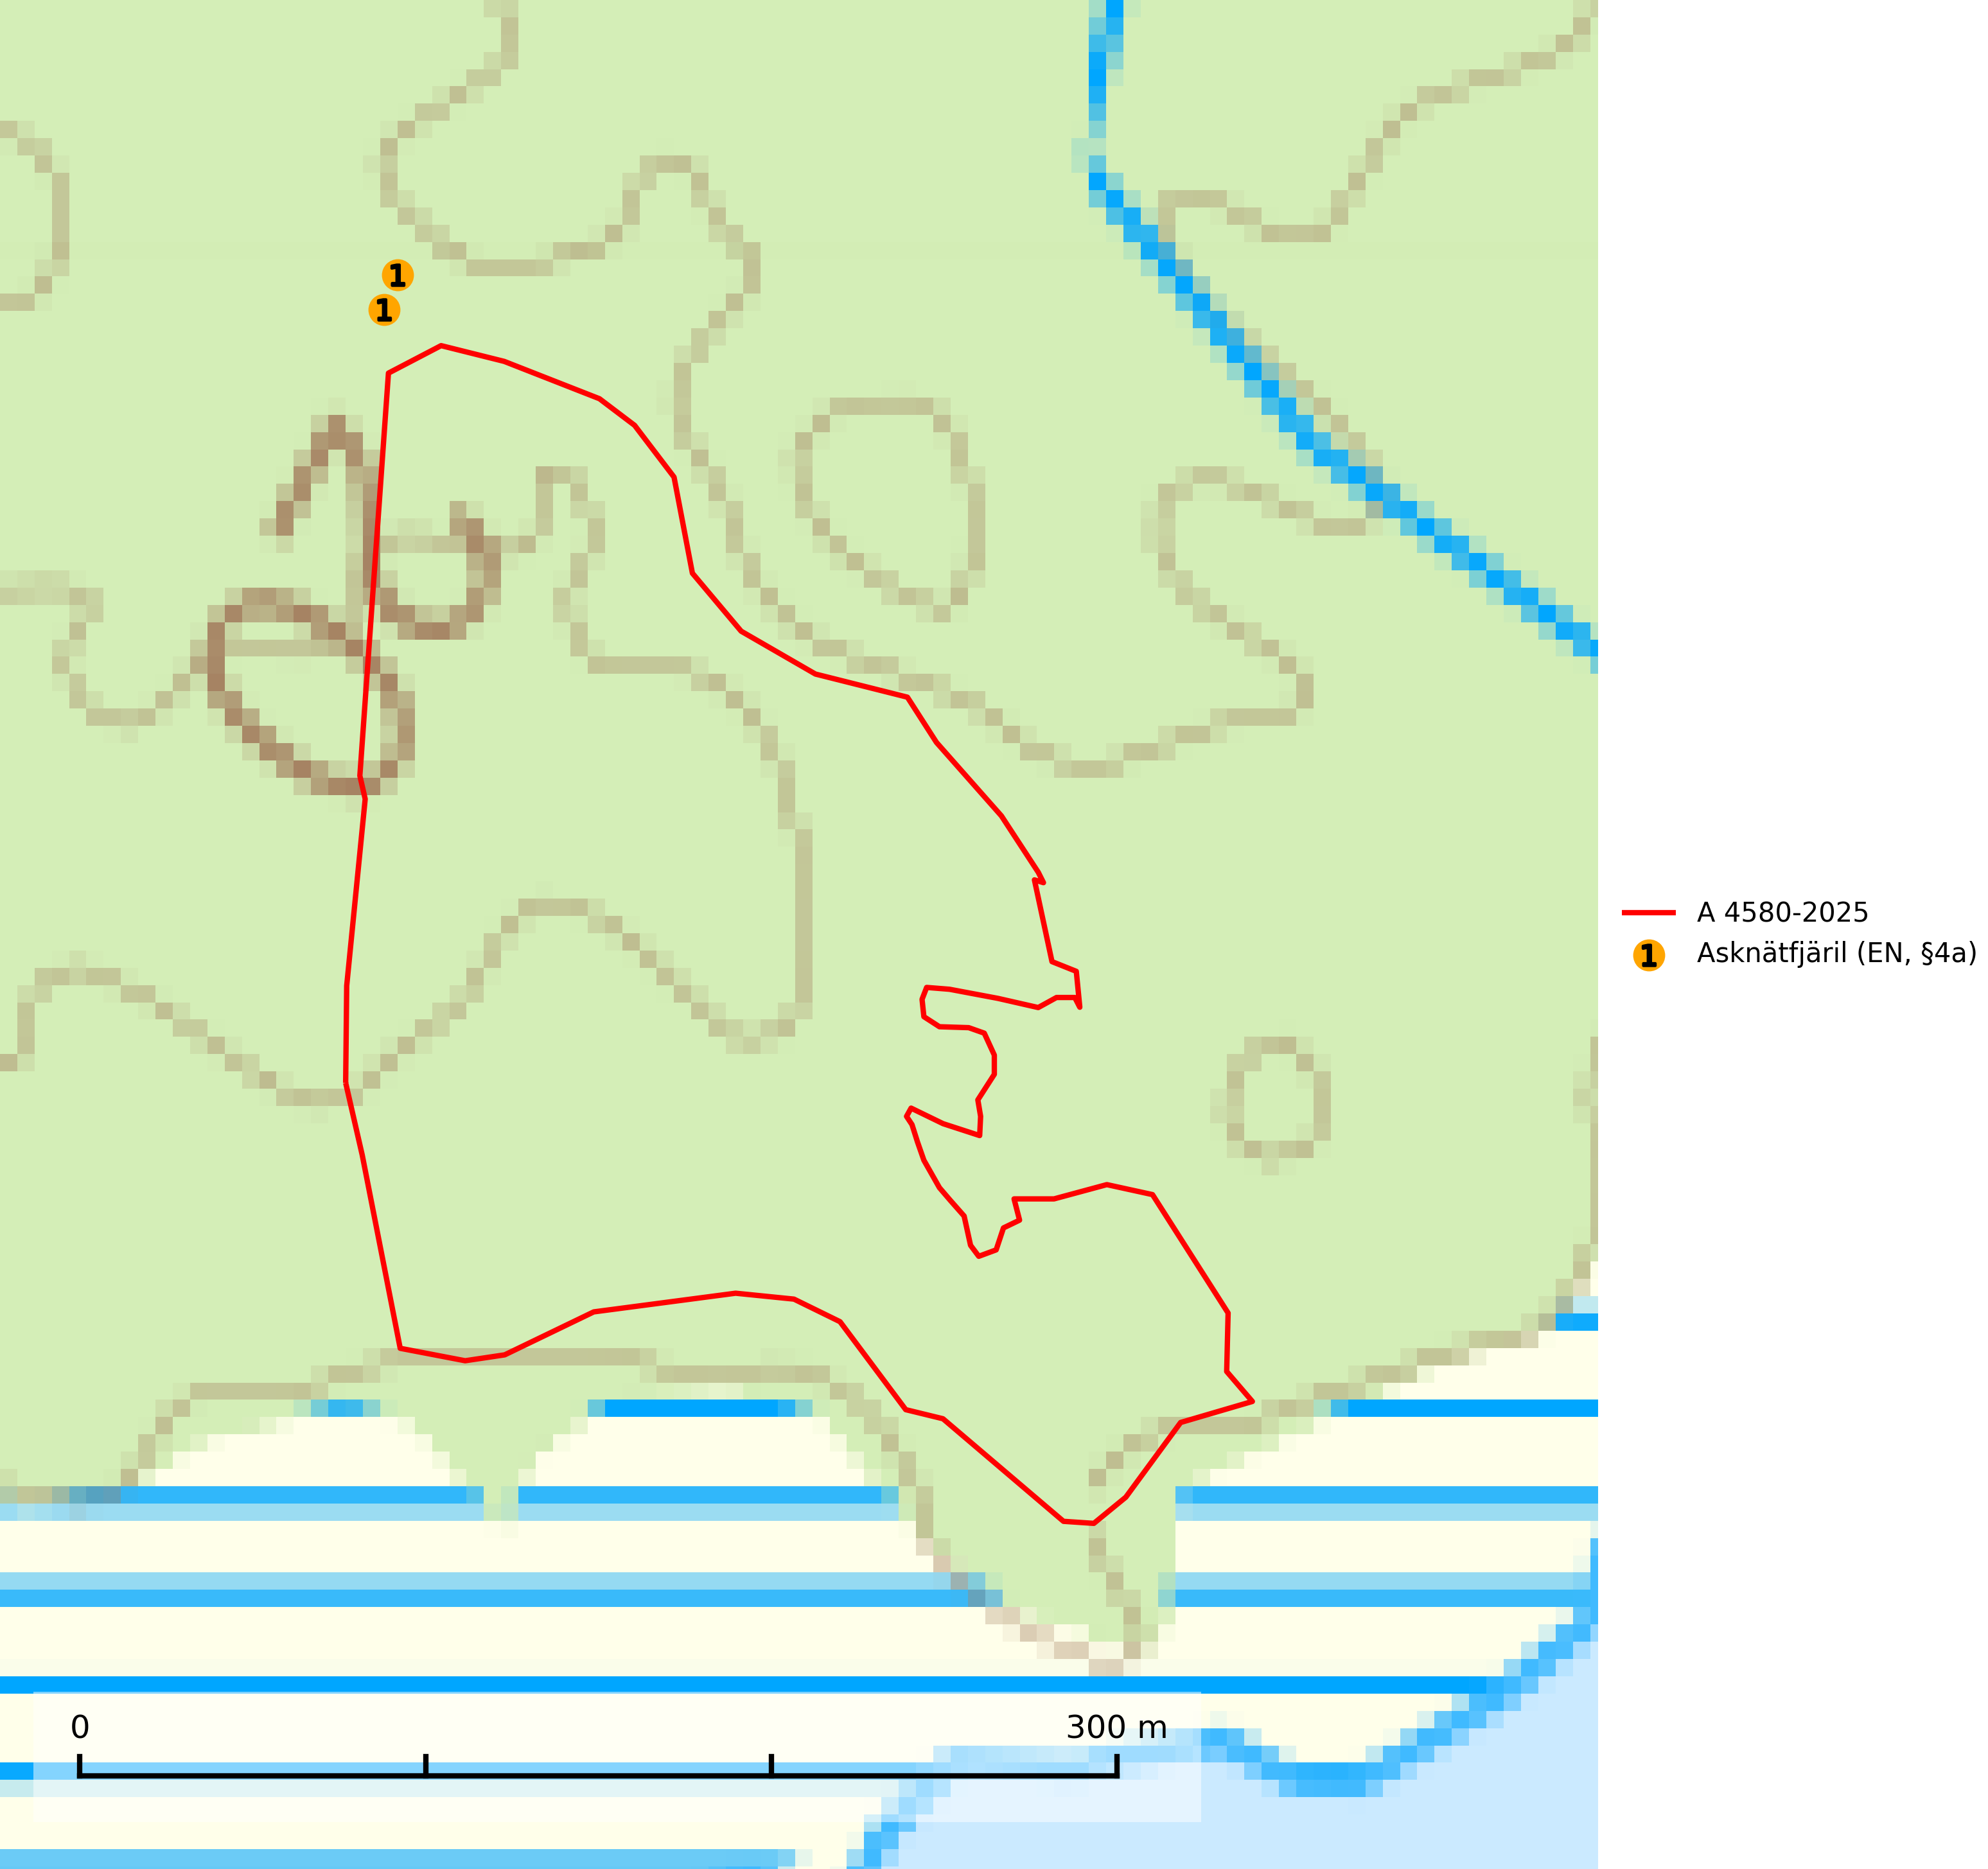 1
1
A 4580-2025
1 Asknätfjäril (EN, §4a)
0 300 m